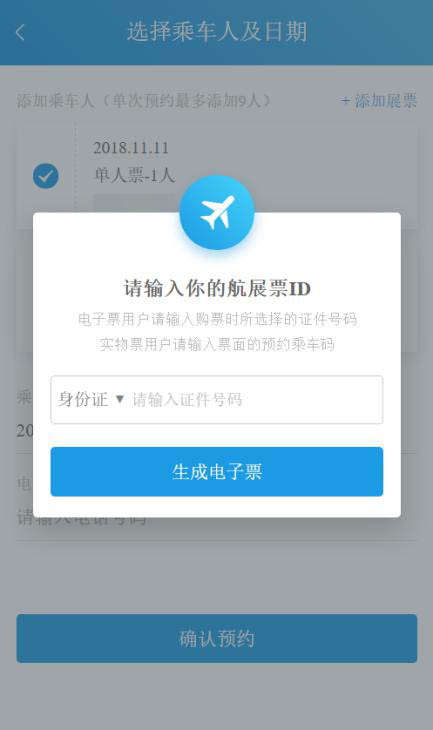 选择乘车人及日期
添加乘车人（单次预约最多添加9人）
+ 添加展票
2018.11.11
单人票-1人
请输入你的航展票ID
电子票用户请输入购票时所选择的证件号码
实物票用户请输入票面的预约乘车码
身份证 ▼ 请输入证件号码
生成电子票
乘
20
电
请输入电话号码
确认预约